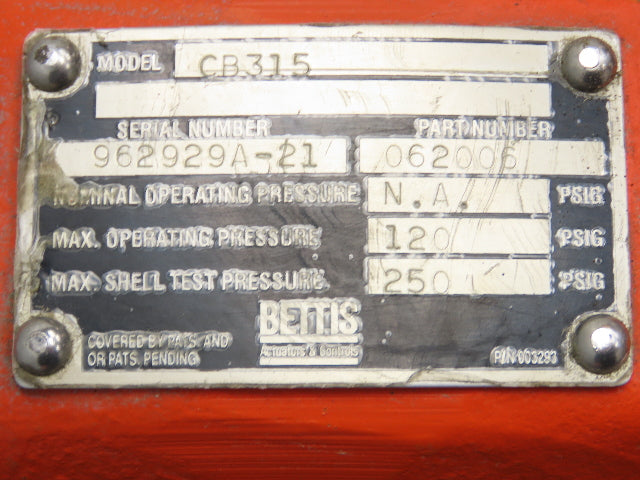 MODEL CB315
SERIAL NUMBER PART NUMBER
962929A-21 062006
NOMINAL OPERATING PRESSURE N.A. PSIG
MAX. OPERATING PRESSURE 120 PSIG
MAX. SHELL TEST PRESSURE. 250 PSIG
BETTIS
Actuators & Controls
COVERED BY PATS. AND
OR PATS. PENDING
P/N 063293